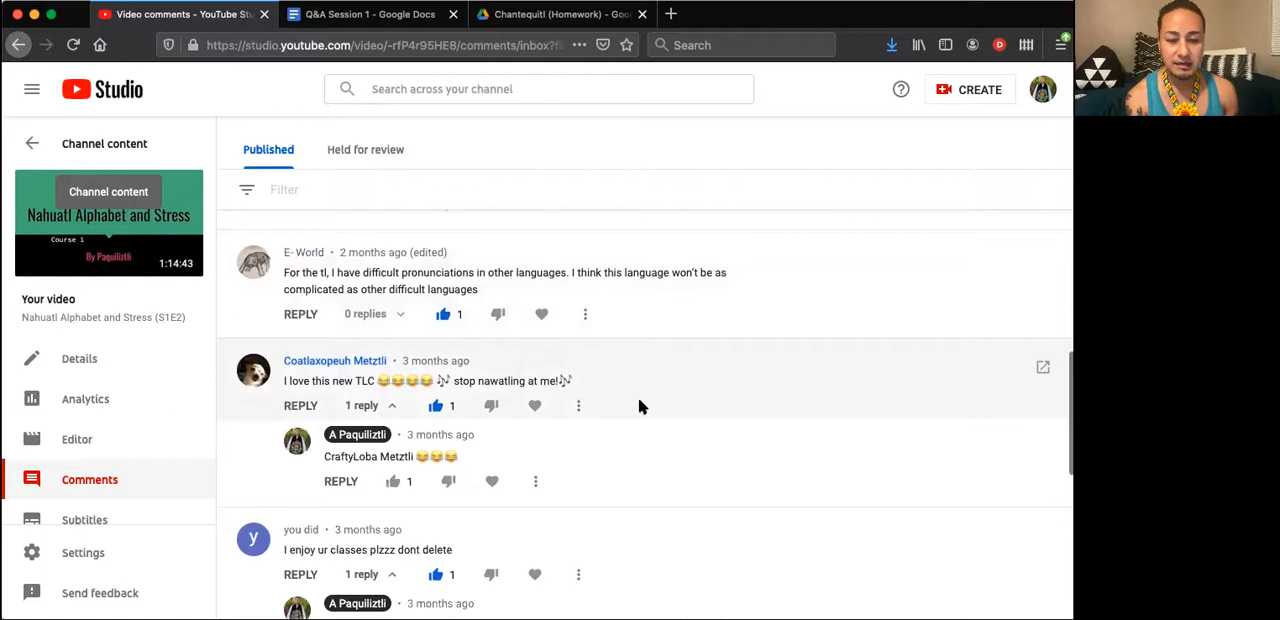 Video comments - YouTube Stu
Q&A Session 1 - Google Docs
Chantequitl (Homework) - Goo
https://studio.youtube.com/video/-rfP4r95HE8/comments/inbox?fi
Search
D
Studio
Search across your channel
CREATE
Channel content
Published
Held for review
Channel content
Nahuatl Alphabet and Stress
Course 1
By Paquiliztli
1:14:43
Filter
Your video
Nahuatl Alphabet and Stress (S1E2)
Details
Analytics
Editor
Comments
Subtitles
Settings
Send feedback
E- World • 2 months ago (edited)
For the tl, I have difficult pronunciations in other languages. I think this language won't be as
complicated as other difficult languages
REPLY 0 replies 1
Coatlaxopeuh Metztli • 3 months ago
I love this new TLC 😂😂😂😂 🎶 stop nawatling at me!🎶
REPLY 1 reply 1
A Paquiliztli • 3 months ago
CraftyLoba Metztli 😂😂😂
REPLY 1
y
you did • 3 months ago
I enjoy ur classes plzzz dont delete
REPLY 1 reply 1
A Paquiliztli • 3 months ago